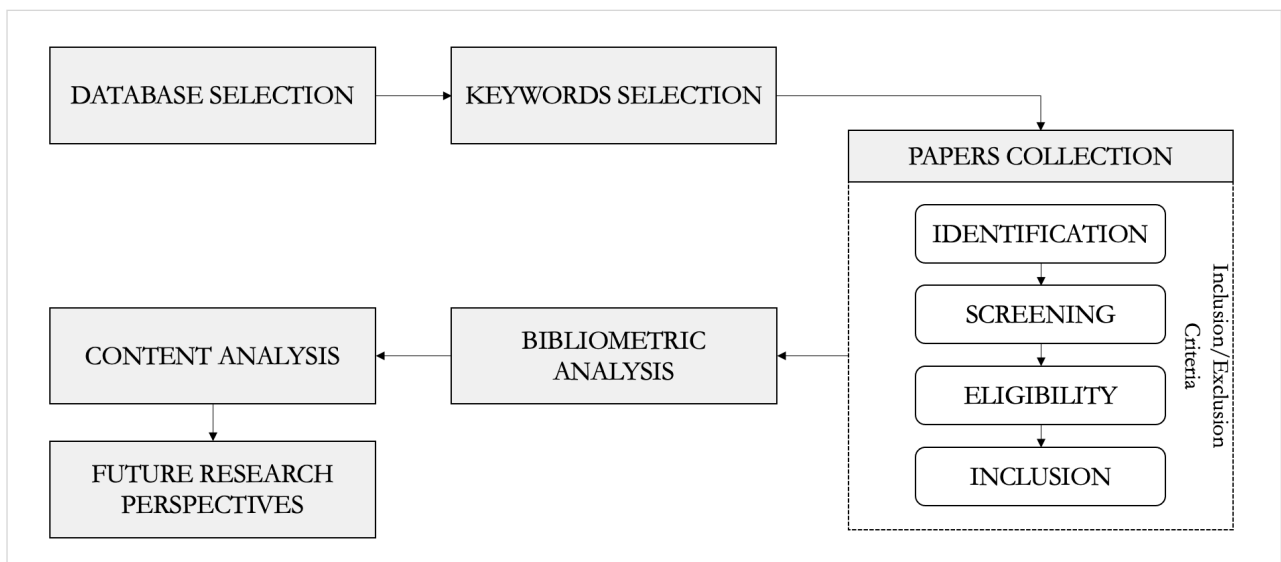 DATABASE SELECTION
KEYWORDS SELECTION
PAPERS COLLECTION
IDENTIFICATION
SCREENING
ELIGIBILITY
INCLUSION
Inclusion/Exclusion
Criteria
BIBLIOMETRIC
ANALYSIS
CONTENT ANALYSIS
FUTURE RESEARCH
PERSPECTIVES